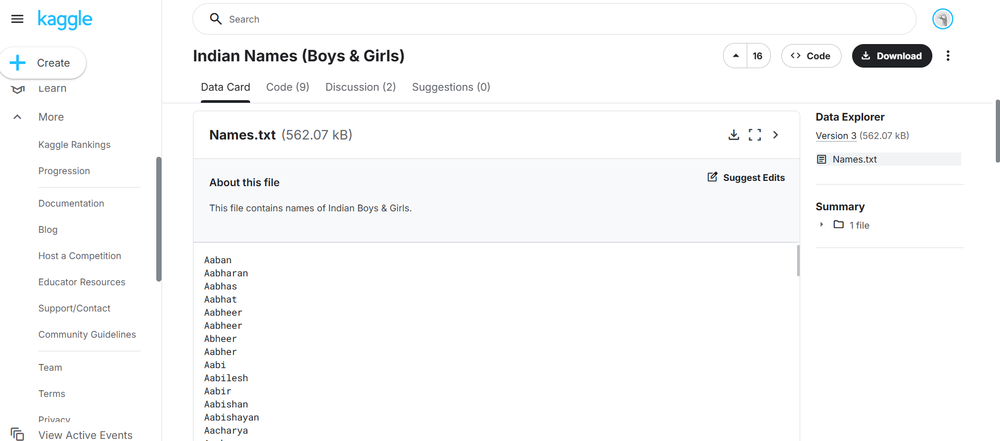 kaggle
Search
Create
Learn
More
Kaggle Rankings
Progression
Documentation
Blog
Host a Competition
Educator Resources
Support/Contact
Community Guidelines
Team
Terms
Privacy
View Active Events
Indian Names (Boys & Girls)
16
Code
Download
Data Card
Code (9)
Discussion (2)
Suggestions (0)
Names.txt (562.07 kB)
About this file
Suggest Edits
This file contains names of Indian Boys & Girls.
Aaban
Aabharan
Aabhas
Aabhat
Aabheer
Aabheer
Abheer
Aabher
Aabi
Aabilesh
Aabir
Aabishan
Aabishayan
Aacharya
Data Explorer
Version 3 (562.07 kB)
Names.txt
Summary
1 file